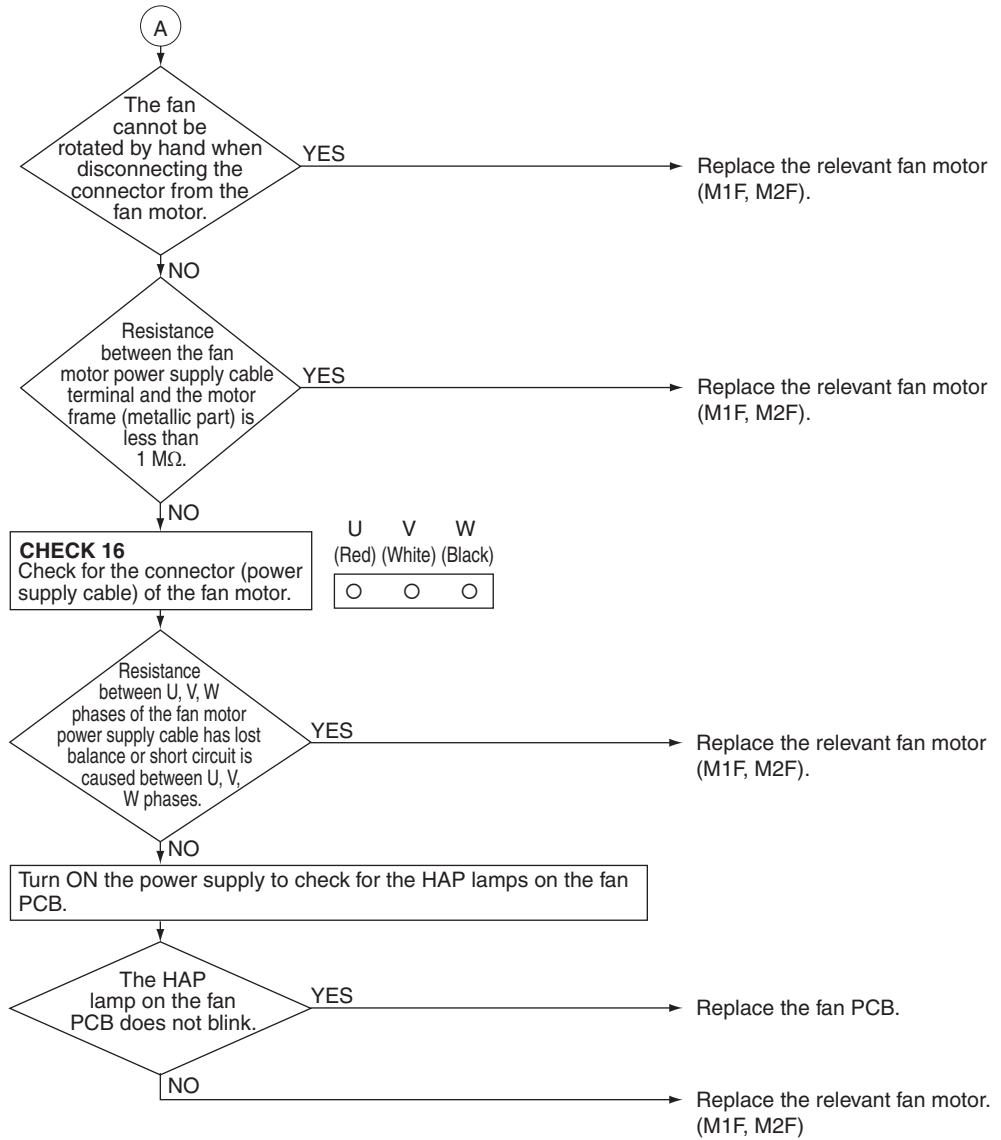 A
The fan
cannot be
rotated by hand when
disconnecting the
connector from the
fan motor.
YES
Replace the relevant fan motor
(M1F, M2F).
NO
Resistance
between the fan
motor power supply cable
terminal and the motor
frame (metallic part) is
less than
1 MΩ.
YES
Replace the relevant fan motor
(M1F, M2F).
NO
CHECK 16
Check for the connector (power
supply cable) of the fan motor.
U V W
(Red) (White) (Black)
Resistance
between U, V, W
phases of the fan motor
power supply cable has lost
balance or short circuit is
caused between U, V,
W phases.
YES
Replace the relevant fan motor
(M1F, M2F).
NO
Turn ON the power supply to check for the HAP lamps on the fan
PCB.
The HAP
lamp on the fan
PCB does not blink.
YES
Replace the fan PCB.
NO
Replace the relevant fan motor.
(M1F, M2F)